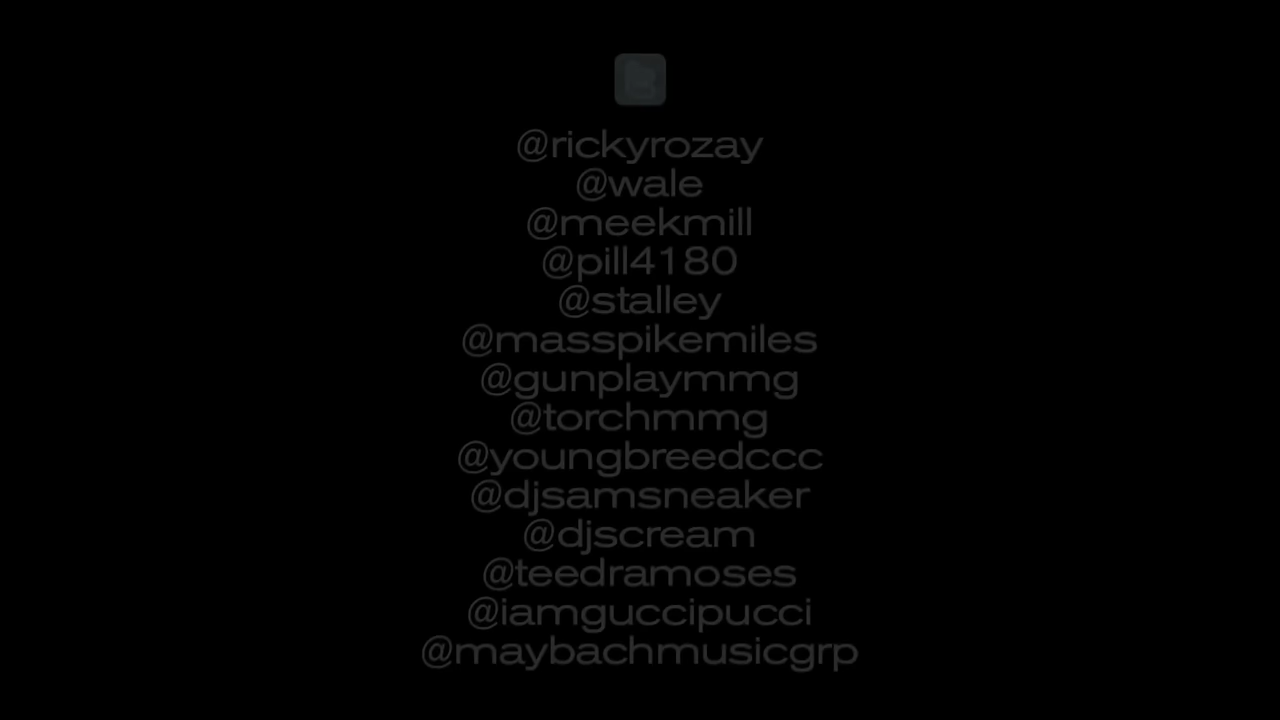 @rickyrozay
@wale
@meekmill
@pill4180
@stalley
@masspikemiles
@gunplaymmg
@torchmmg
@youngbreedccc
@djsamsneaker
@djscream
@teedramoses
@iamguccipucci
@maybachmusicgrp